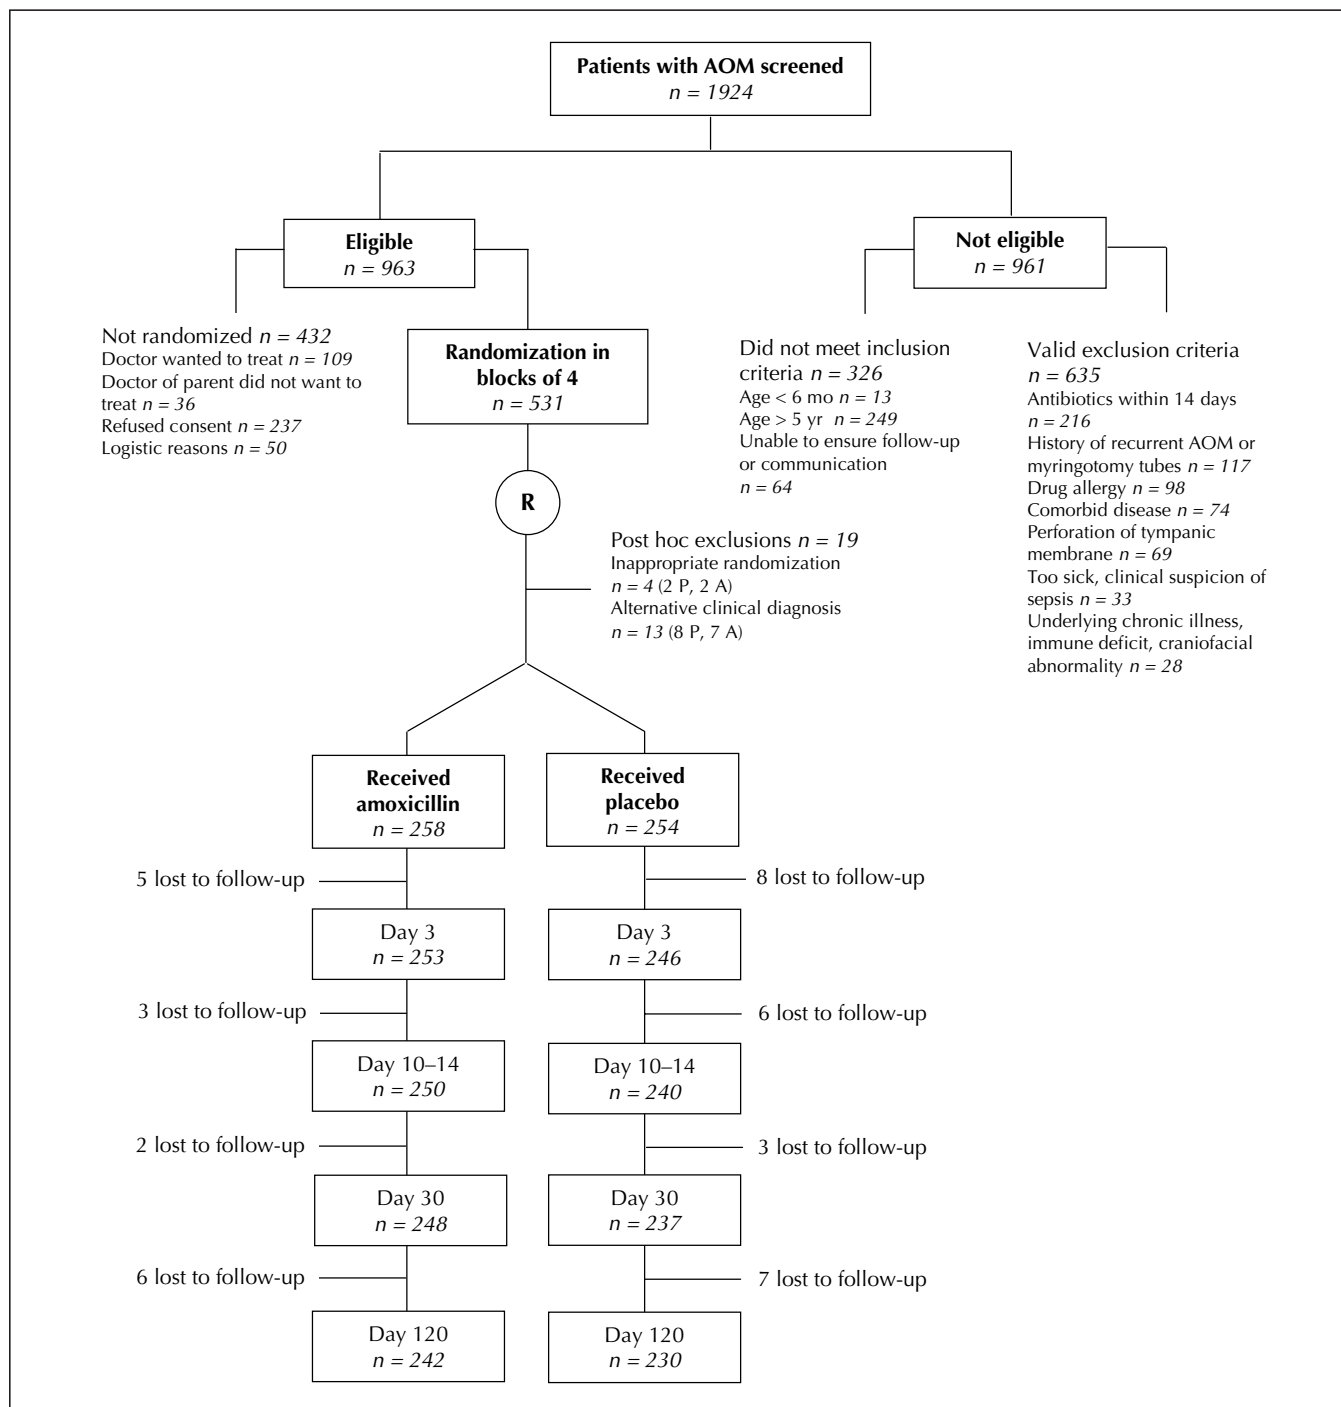 Patients with AOM screened
n = 1924
Eligible
n = 963
Not eligible
n = 961
Not randomized n = 432
Doctor wanted to treat n = 109
Doctor of parent did not want to
treat n = 36
Refused consent n = 237
Logistic reasons n = 50
Randomization in
blocks of 4
n = 531
Did not meet inclusion
criteria n = 326
Age < 6 mo n = 13
Age > 5 yr n = 249
Unable to ensure follow-up
or communication
n = 64
Valid exclusion criteria
n = 635
Antibiotics within 14 days
n = 216
History of recurrent AOM or
myringotomy tubes n = 117
Drug allergy n = 98
Comorbid disease n = 74
Perforation of tympanic
membrane n = 69
Too sick, clinical suspicion of
sepsis n = 33
Underlying chronic illness,
immune deficit, craniofacial
abnormality n = 28
R
Post hoc exclusions n = 19
Inappropriate randomization
n = 4 (2 P, 2 A)
Alternative clinical diagnosis
n = 13 (8 P, 7 A)
Received
amoxicillin
n = 258
Received
placebo
n = 254
5 lost to follow-up
8 lost to follow-up
Day 3
n = 253
Day 3
n = 246
3 lost to follow-up
6 lost to follow-up
Day 10–14
n = 250
Day 10–14
n = 240
2 lost to follow-up
3 lost to follow-up
Day 30
n = 248
Day 30
n = 237
6 lost to follow-up
7 lost to follow-up
Day 120
n = 242
Day 120
n = 230